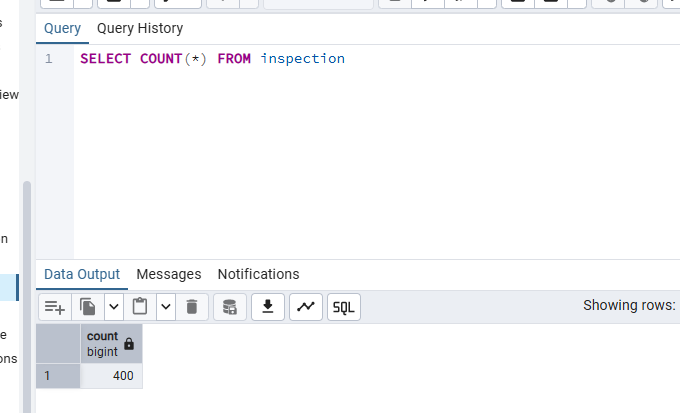 Query Query History
1 SELECT COUNT(*) FROM inspection
iew
n
Data Output Messages Notifications
SQL
Showing rows:
e
count
bigint
ons
1 400